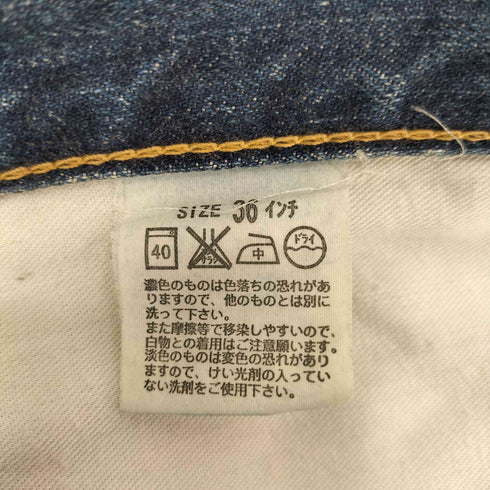 SIZE 36 インチ
40 エンソサラシ 中 ドライ
濃色のものは色落ちの恐れがあ
りますので、他のものとは別に
洗って下さい。
また摩擦等で移染しやすいので、
白物との着用はご注意願います。
淡色のものは変色の恐れがあり
ますので、けい光剤の入ってい
ない洗剤をご使用下さい。